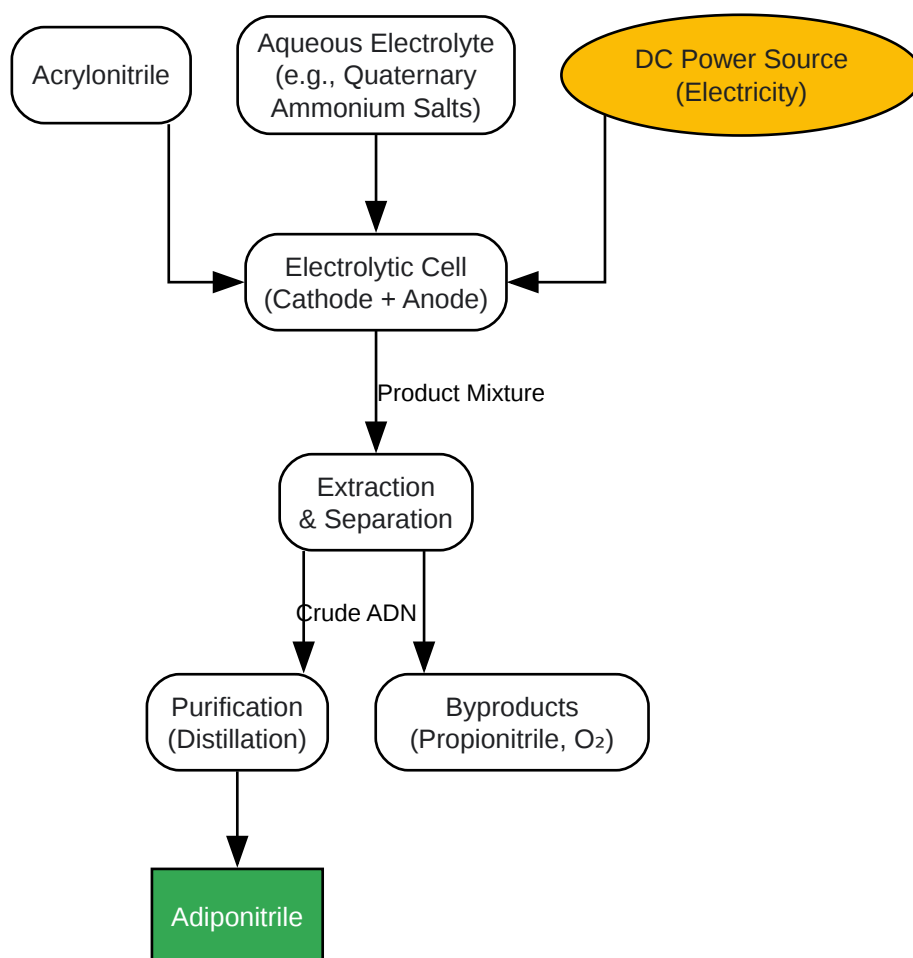 Acrylonitrile
Aqueous Electrolyte
(e.g., Quaternary
Ammonium Salts)
DC Power Source
(Electricity)
Electrolytic Cell
(Cathode + Anode)
Product Mixture
Extraction
& Separation
Crude ADN
Purification
(Distillation)
Byproducts
(Propionitrile, O₂)
Adiponitrile